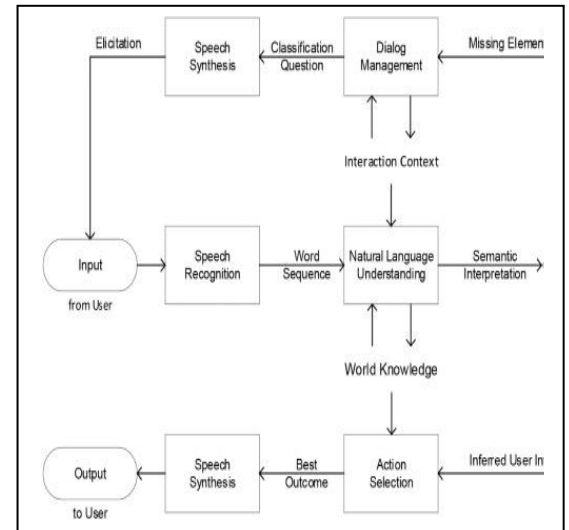 Elicitation
Speech
Synthesis
Classification
Question
Dialog
Management
Missing Elemen
Interaction Context
Input
from User
Speech
Recognition
Word
Sequence
Natural Language
Understanding
Semantic
Interpretation
World Knowledge
Output
to User
Speech
Synthesis
Best
Outcome
Action
Selection
Inferred User Int